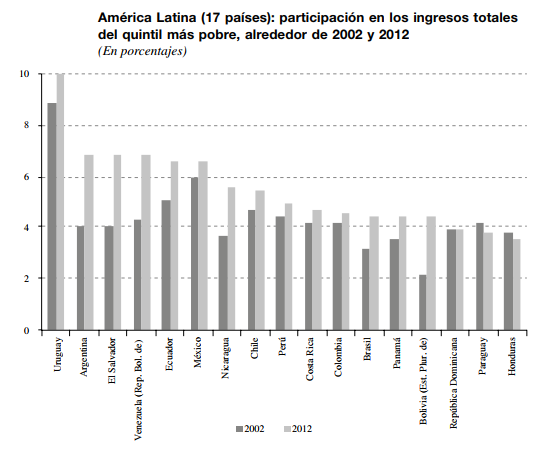 América Latina (17 países): participación en los ingresos totales
del quintil más pobre, alrededor de 2002 y 2012
(En porcentajes)
10
8
6
4
2
0
Uruguay
Argentina
El Salvador
Venezuela (Rep. Bol. de)
Ecuador
México
Nicaragua
Chile
Perú
Costa Rica
Colombia
Brasil
Panamá
Bolivia (Est. Plur. de)
República Dominicana
Paraguay
Honduras
2002 2012